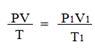 PV / T = P1V1 / T1